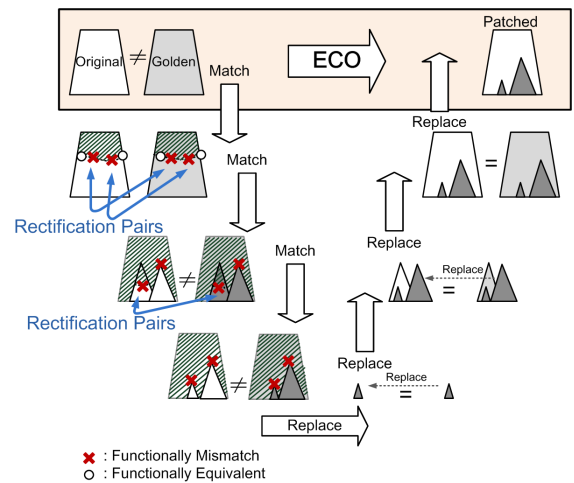 Patched
Original
≠
Golden
ECO
Match
Replace
Match
=
Rectification Pairs
Replace
Match
≠
Replace
=
Rectification Pairs
Replace
≠
Replace
=
Replace
: Functionally Mismatch
: Functionally Equivalent